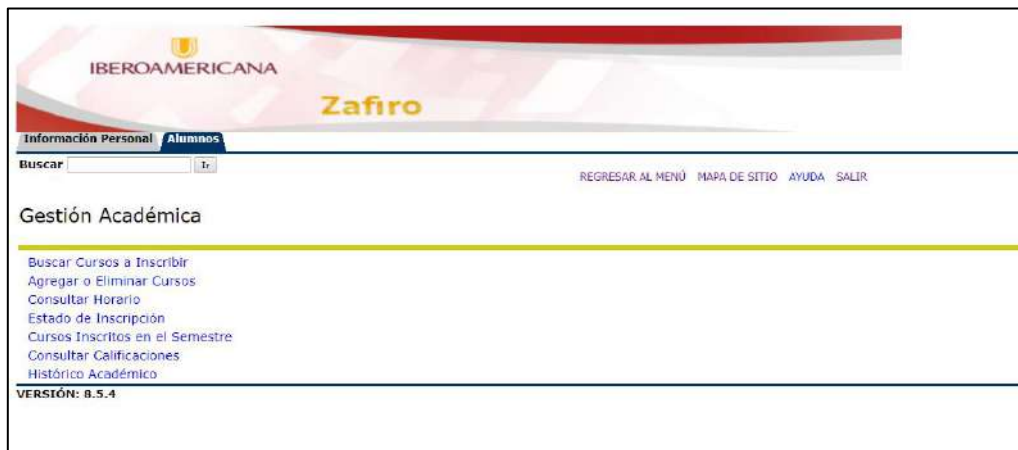 IBEROAMERICANA
Zafiro
Información Personal Alumnos
Buscar Ir
REGRESAR AL MENÚ MAPA DE SITIO AYUDA SALIR
Gestión Académica
Buscar Cursos a Inscribir
Agregar o Eliminar Cursos
Consultar Horario
Estado de Inscripción
Cursos Inscritos en el Semestre
Consultar Calificaciones
Histórico Académico
VERSIÓN: 8.5.4